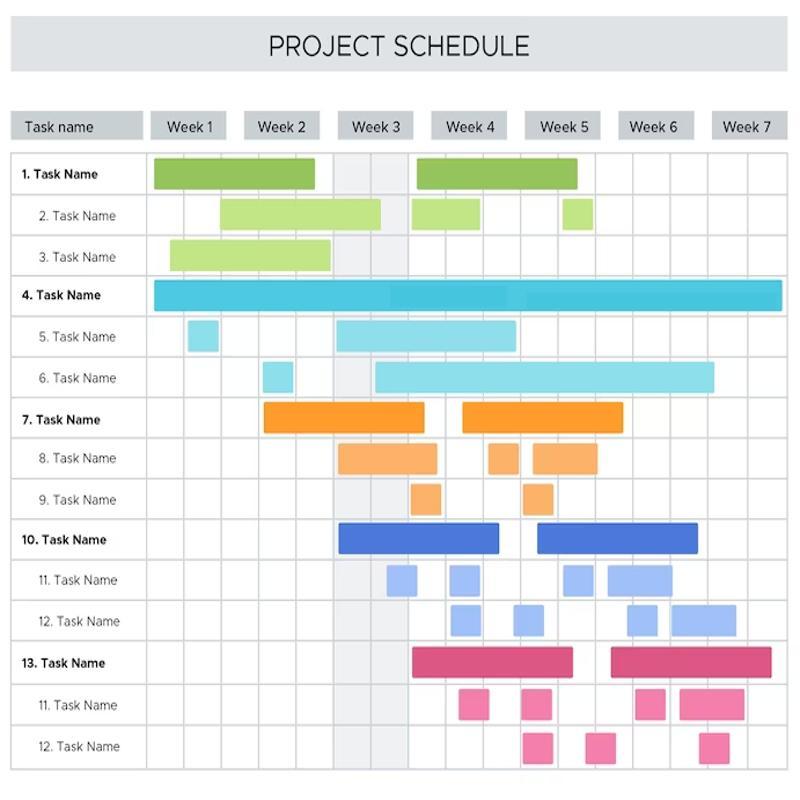 PROJECT SCHEDULE
Task name Week 1 Week 2 Week 3 Week 4 Week 5 Week 6 Week 7
1. Task Name
2. Task Name
3. Task Name
4. Task Name
5. Task Name
6. Task Name
7. Task Name
8. Task Name
9. Task Name
10. Task Name
11. Task Name
12. Task Name
13. Task Name
11. Task Name
12. Task Name